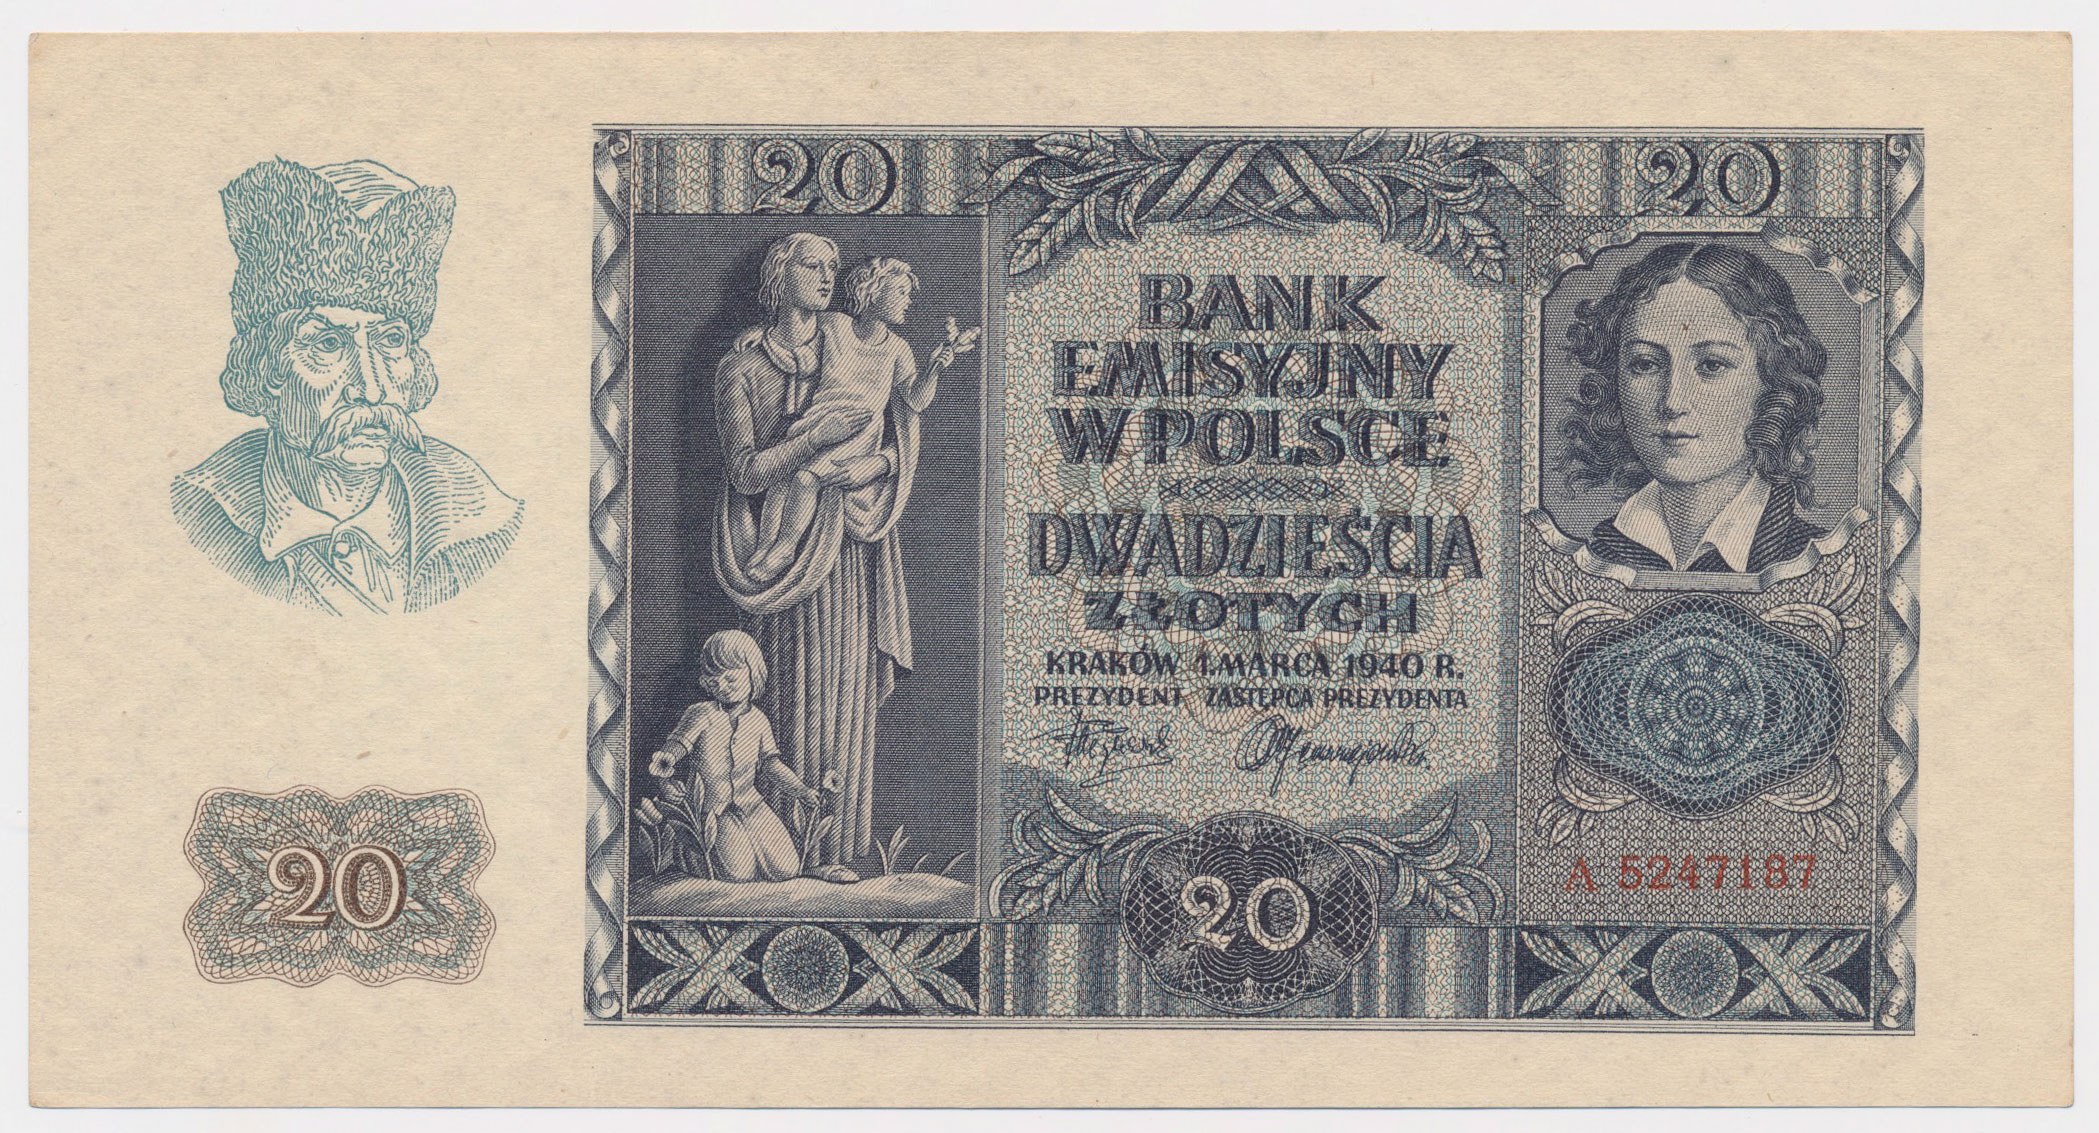 20
20
BANK
EMISYJNY
W POLSCE
DWADZIEŚCIA
ZŁOTYCH
KRAKÓW 1. MARCA 1940 R.
PREZYDENT ZASTĘPCA PREZYDENTA
A 5247187
20
20